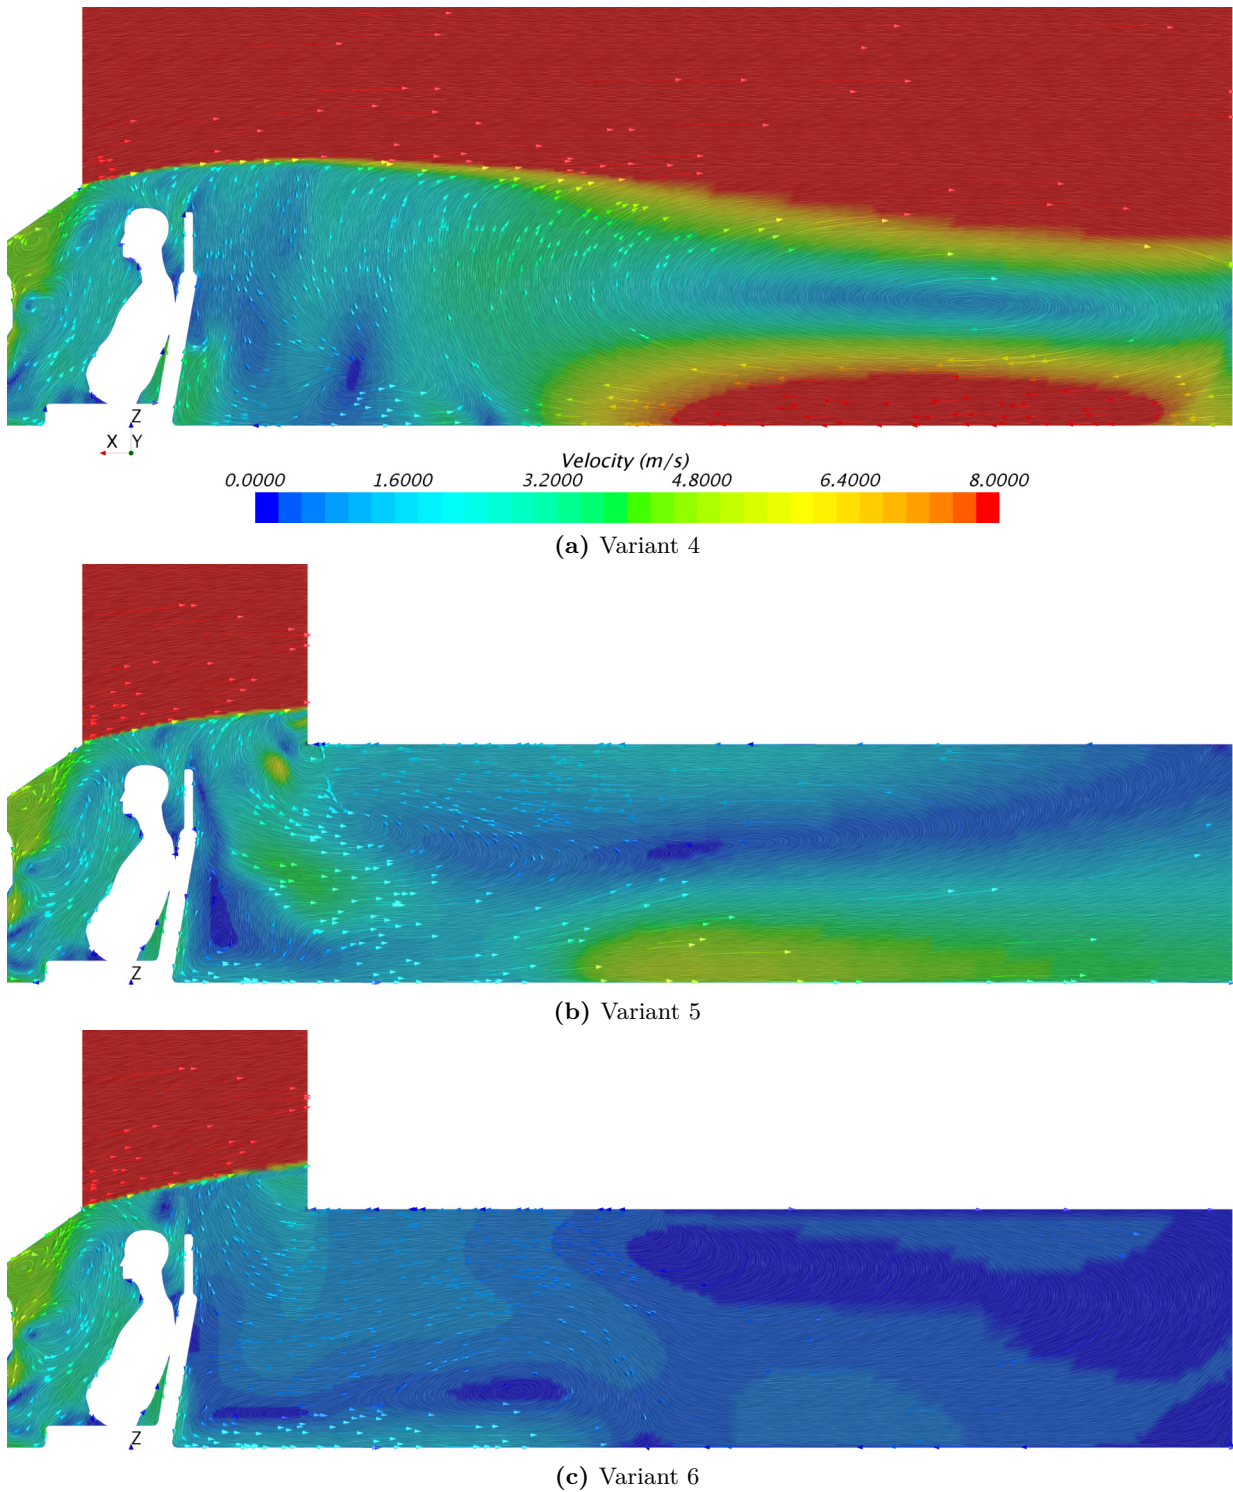 Z
X Y
Velocity (m/s)
0.0000 1.6000 3.2000 4.8000 6.4000 8.0000
(a) Variant 4
Z
(b) Variant 5
Z
(c) Variant 6